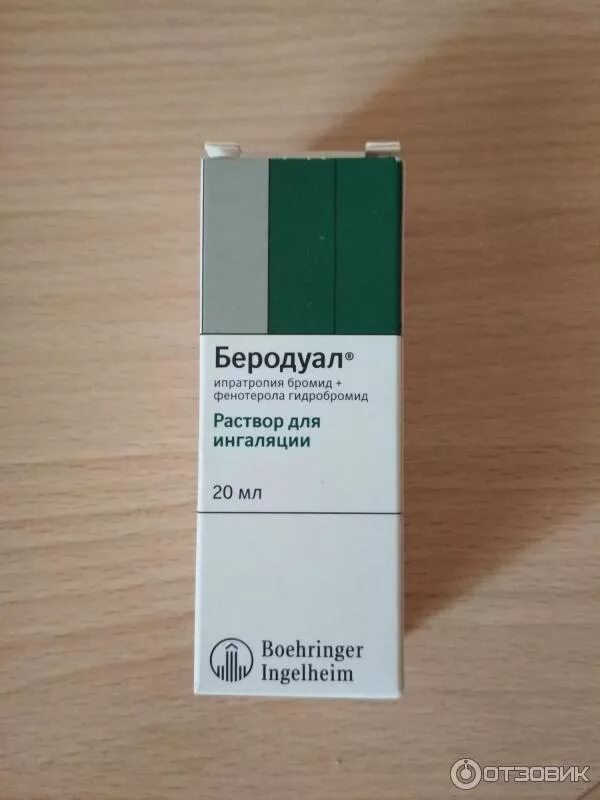 Беродуал®
ипратропия бромид +
фенотерола гидробромид
Раствор для
ингаляции
20 мл
Boehringer
Ingelheim
ОТЗОВИК